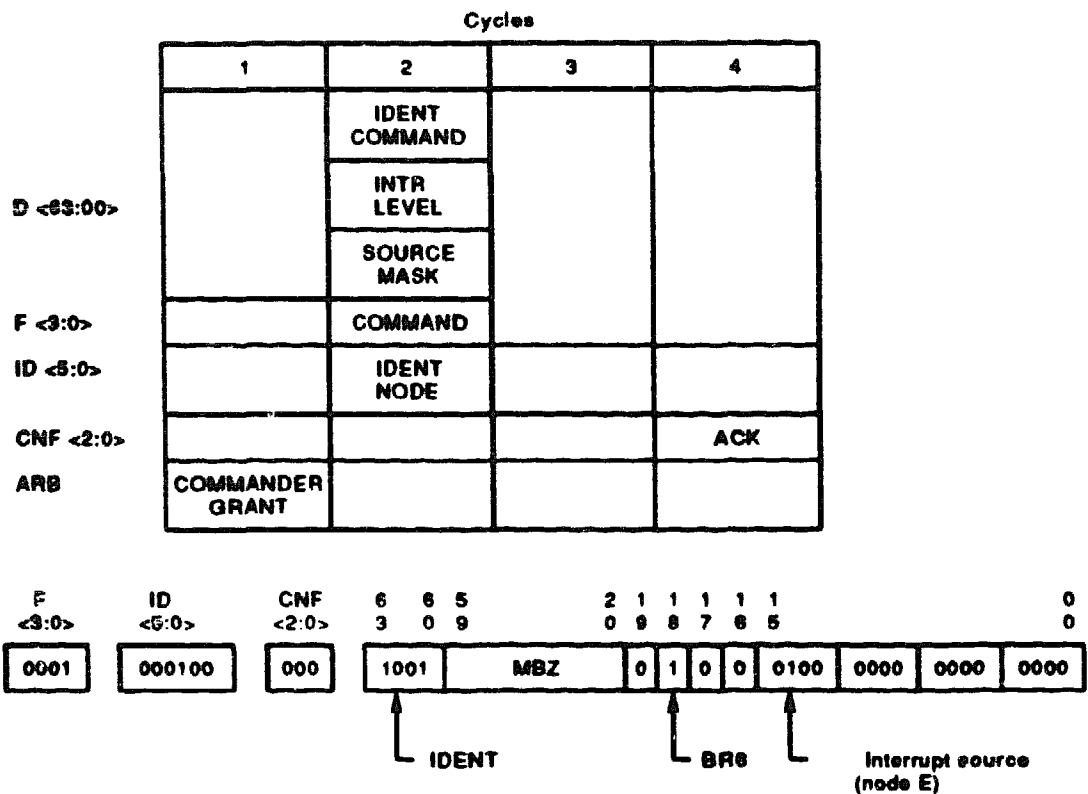 Cycles
1 2 3 4
IDENT
COMMAND
D <63:00>
INTR
LEVEL
SOURCE
MASK
F <3:0>
COMMAND
ID <5:0>
IDENT
NODE
CNF <2:0>
ACK
ARB
COMMANDER
GRANT
F ID CNF 6 6 5 2 1 1 1 1 1 0
<3:0> <5:0> <2:0> 3 0 9 0 9 8 7 6 5 0
0001 000100 000 1001 MBZ 0 1 0 0 0100 0000 0000 0000
IDENT BR6 Interrupt source
(node E)